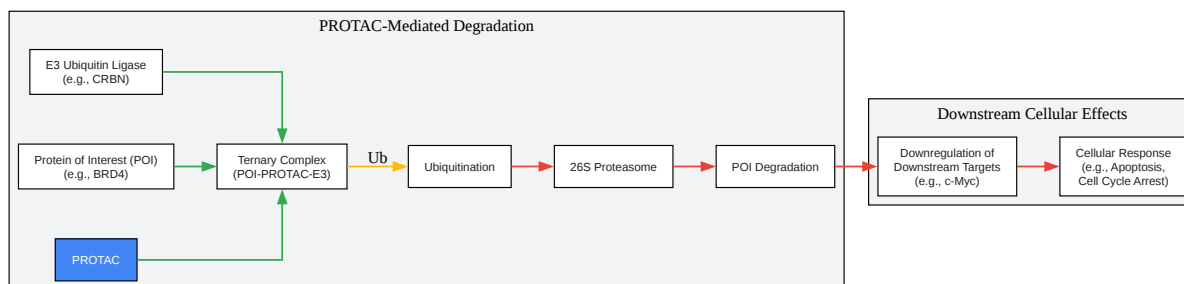 PROTAC-Mediated Degradation
E3 Ubiquitin Ligase
(e.g., CRBN)
Protein of Interest (POI)
(e.g., BRD4)
PROTAC
Ternary Complex
(POI-PROTAC-E3)
Ub
Ubiquitination
26S Proteasome
POI Degradation
Downstream Cellular Effects
Downregulation of
Downstream Targets
(e.g., c-Myc)
Cellular Response
(e.g., Apoptosis,
Cell Cycle Arrest)